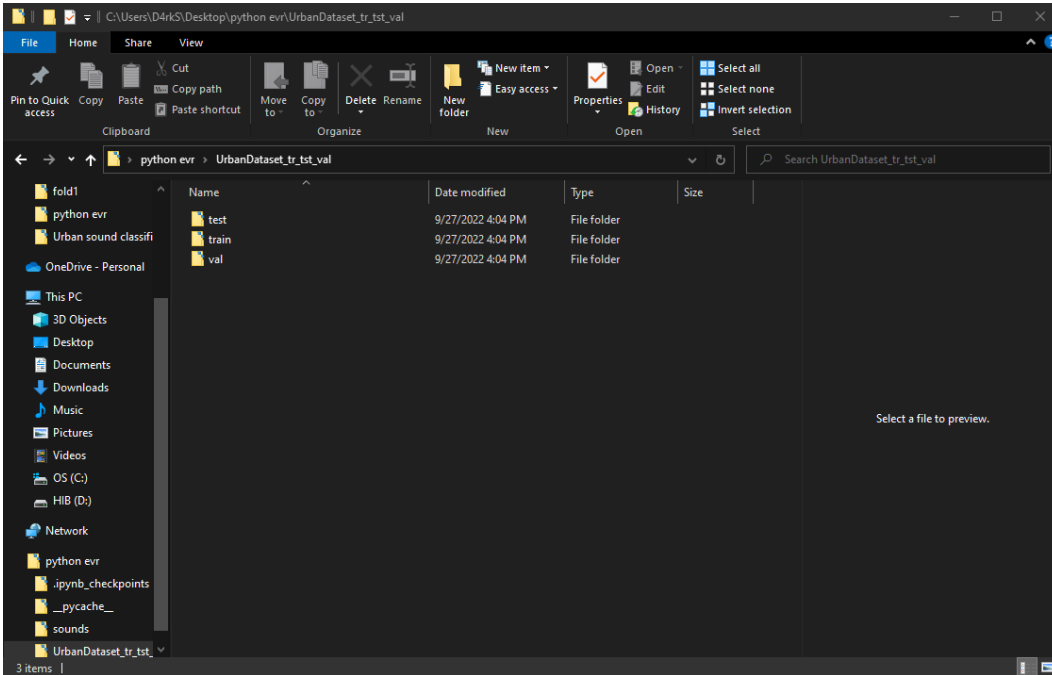 C:\Users\D4rkS\Desktop\python evr\UrbanDataset_tr_tst_val
File Home Share View
Pin to Quick access
Copy
Paste
Cut
Copy path
Paste shortcut
Clipboard
Move to
Copy to
Delete
Rename
Organize
New folder
New item
Easy access
New
Properties
Open
Edit
History
Open
Select all
Select none
Invert selection
Select
python evr › UrbanDataset_tr_tst_val
Search UrbanDataset_tr_tst_val
fold1
python evr
Urban sound classifi
OneDrive - Personal
This PC
3D Objects
Desktop
Documents
Downloads
Music
Pictures
Videos
OS (C:)
HIB (D:)
Network
python evr
.ipynb_checkpoints
__pycache__
sounds
UrbanDataset_tr_tst_
Name Date modified Type Size
test 9/27/2022 4:04 PM File folder
train 9/27/2022 4:04 PM File folder
val 9/27/2022 4:04 PM File folder
Select a file to preview.
3 items